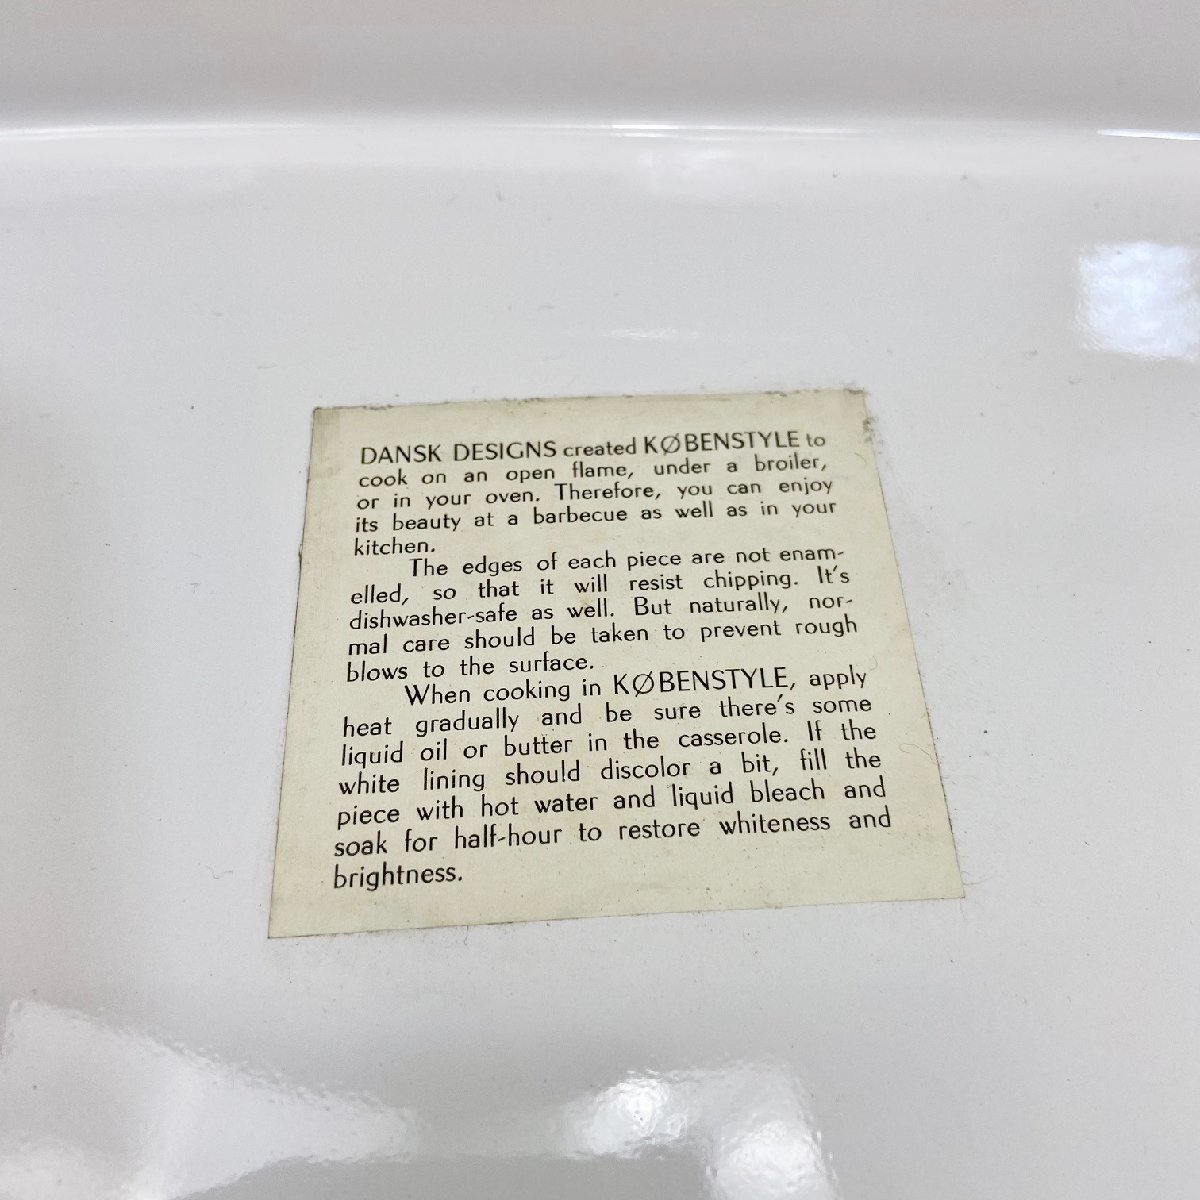 DANSK DESIGNS created KØBENSTYLE to
cook on an open flame, under a broiler,
or in your oven. Therefore, you can enjoy
its beauty at a barbecue as well as in your
kitchen.
The edges of each piece are not enam-
elled, so that it will resist chipping. It's
dishwasher-safe as well. But naturally, nor-
mal care should be taken to prevent rough
blows to the surface.
When cooking in KØBENSTYLE, apply
heat gradually and be sure there's some
liquid oil or butter in the casserole. If the
white lining should discolor a bit, fill the
piece with hot water and liquid bleach and
soak for half-hour to restore whiteness and
brightness.